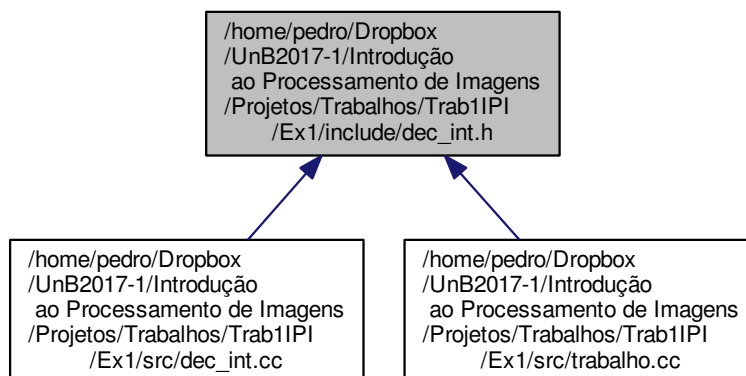 /home/pedro/Dropbox
/UnB2017-1/Introdução
ao Processamento de Imagens
/Projetos/Trabalhos/Trab1IPI
/Ex1/include/dec_int.h
/home/pedro/Dropbox
/UnB2017-1/Introdução
ao Processamento de Imagens
/Projetos/Trabalhos/Trab1IPI
/Ex1/src/dec_int.cc
/home/pedro/Dropbox
/UnB2017-1/Introdução
ao Processamento de Imagens
/Projetos/Trabalhos/Trab1IPI
/Ex1/src/trabalho.cc